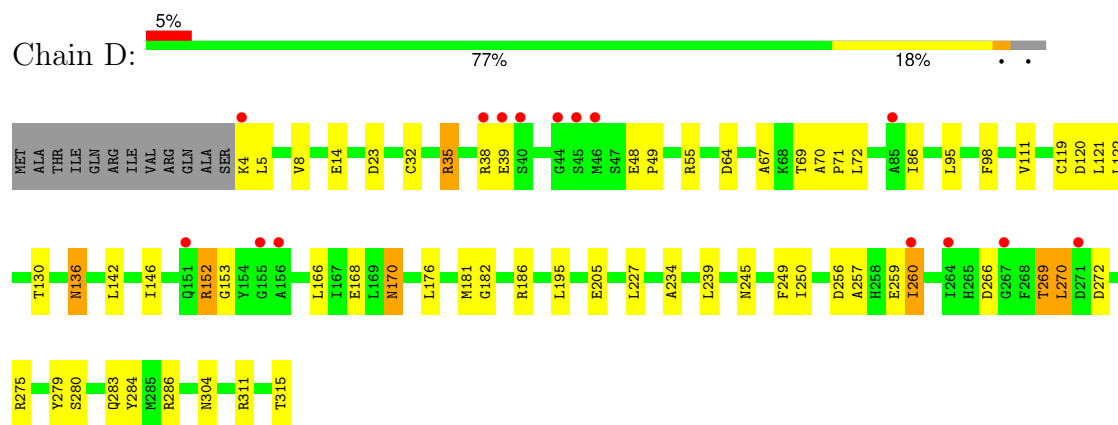 5%
Chain D:
77% 18% • •
MET ALA THR ILE GLN ARG ILE VAL ARG GLN ALA SER K4 L5 V8 E14 D23 C32 R35 R38 E39 S40 G44 S45 M46 S47 E48 P49 R55 D64 A67 K68 T69 A70 P71 L72 A85 I86 L95 F98 V111 C119 D120 L121
T130 N136 L142 I146 Q151 R152 G153 Y154 G155 A156 L166 I167 E168 L169 N170 L176 M181 G182 R186 L195 E205 L227 A234 L239 N245 F249 I250 D256 A257 H258 E259 I260 I264 H265 D266 G267 F268 T269 L270 D271 D272
R275 Y279 S280 Q283 Y284 M285 R286 N304 R311 T315